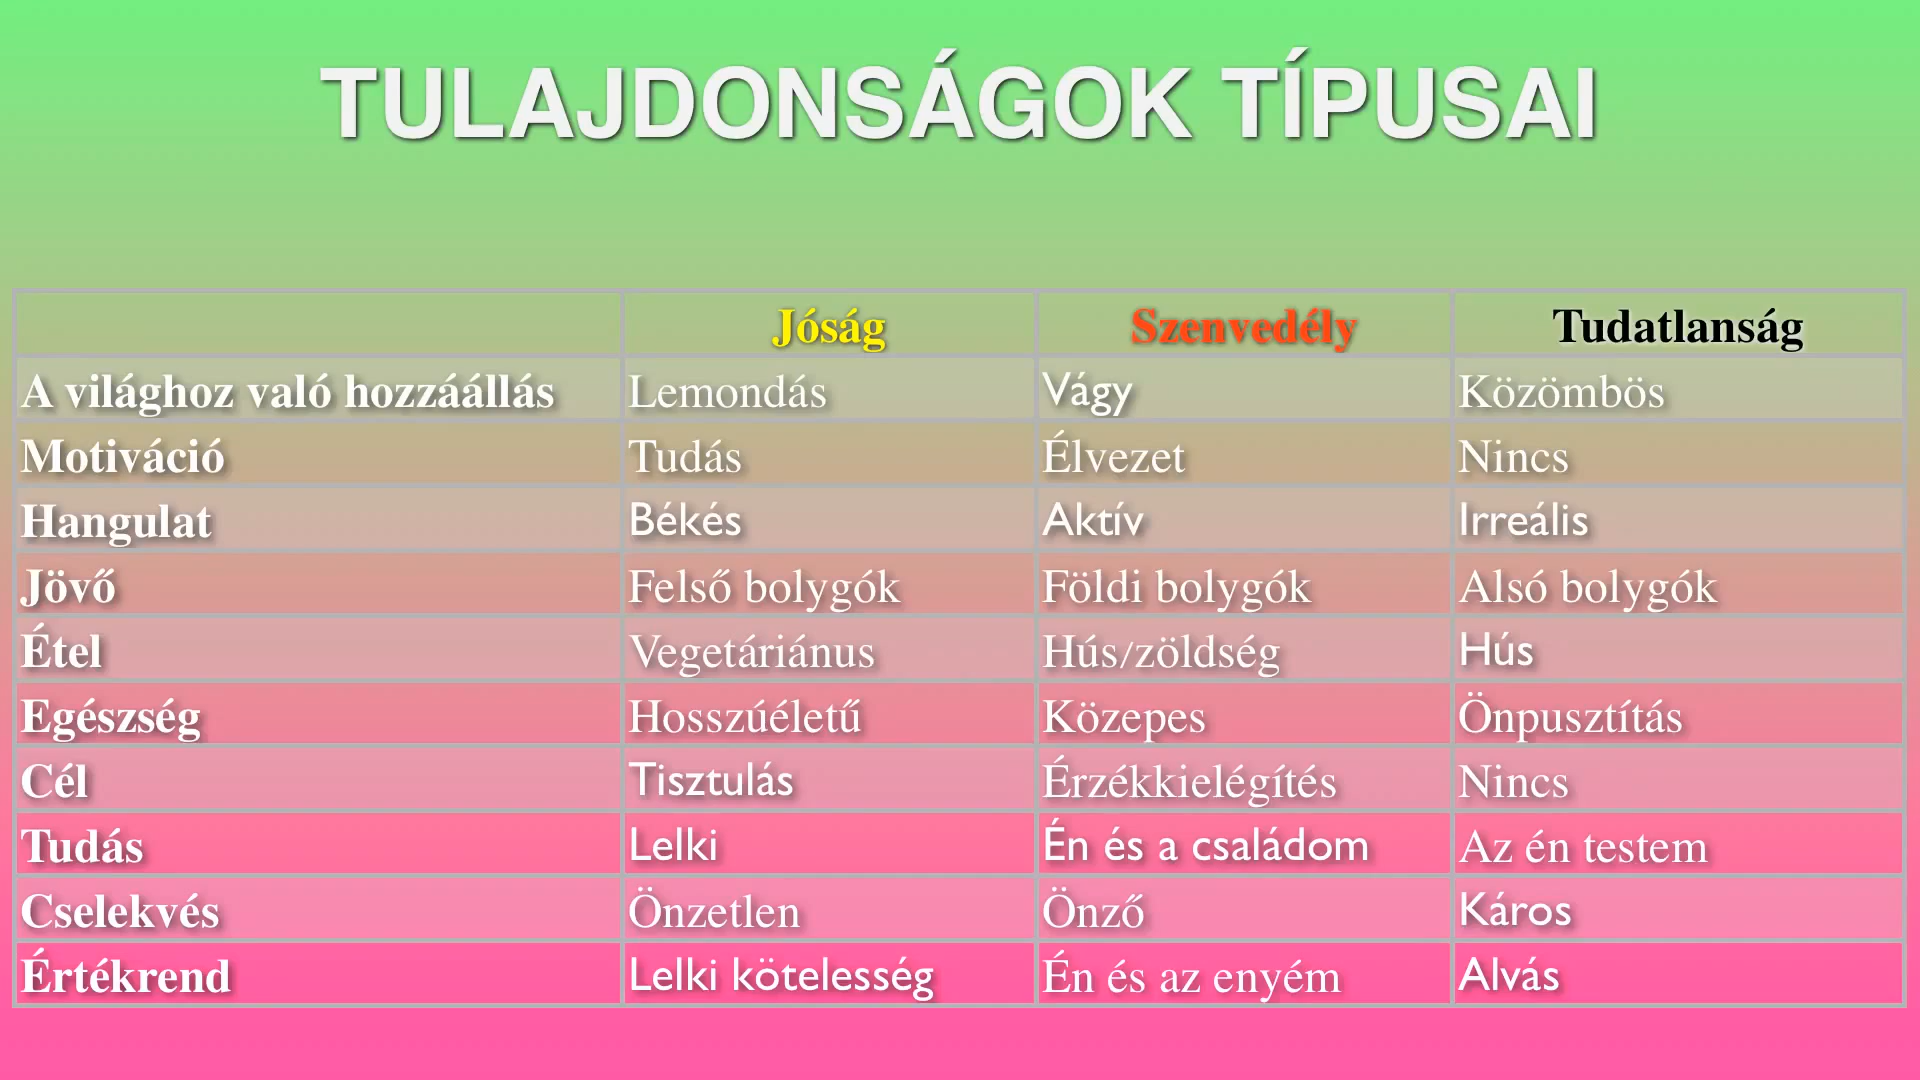 TULAJDONSÁGOK TÍPUSAI
Jóság Szenvedély Tudatlanság
A világhoz való hozzáállás Lemondás Vágy Közömbös
Motiváció Tudás Élvezet Nincs
Hangulat Békés Aktív Irreális
Jövő Felső bolygók Földi bolygók Alsó bolygók
Étel Vegetáriánus Hús/zöldség Hús
Egészség Hosszúéletű Közepes Önpusztítás
Cél Tisztulás Érzékkielégítés Nincs
Tudás Lelki Én és a családom Az én testem
Cselekvés Önzetlen Önző Káros
Értékrend Lelki kötelesség Én és az enyém Alvás